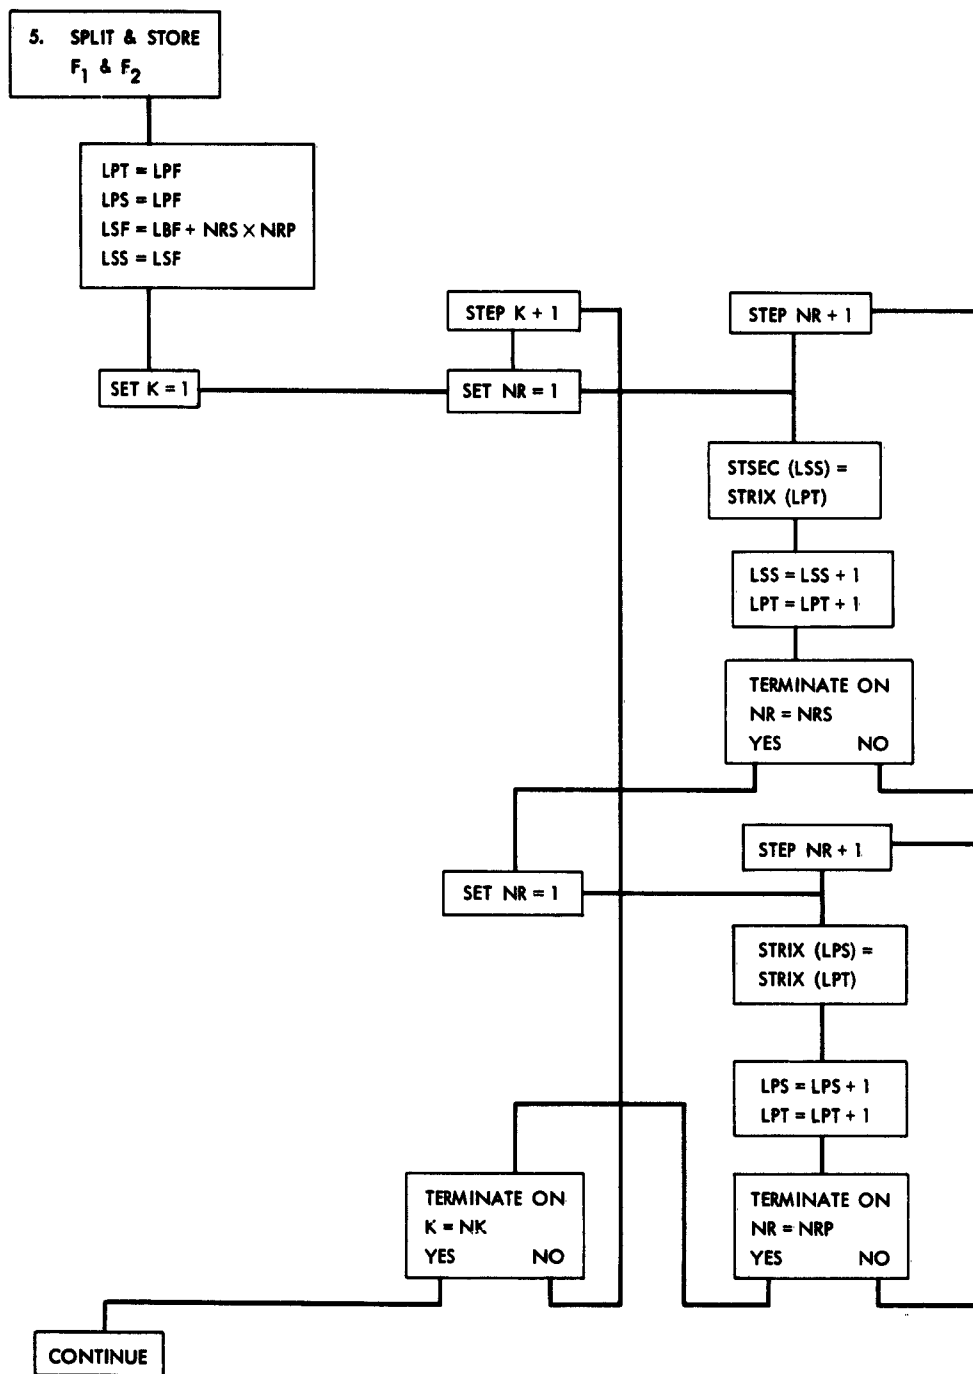 5. SPLIT & STORE
F1 & F2
LPT = LPF
LPS = LPF
LSF = LBF + NRS × NRP
LSS = LSF
STEP K + 1
STEP NR + 1
SET K = 1
SET NR = 1
STSEC (LSS) =
STRIX (LPT)
LSS = LSS + 1
LPT = LPT + 1
TERMINATE ON
NR = NRS
YES NO
STEP NR + 1
SET NR = 1
STRIX (LPS) =
STRIX (LPT)
LPS = LPS + 1
LPT = LPT + 1
TERMINATE ON
K = NK
YES NO
TERMINATE ON
NR = NRP
YES NO
CONTINUE